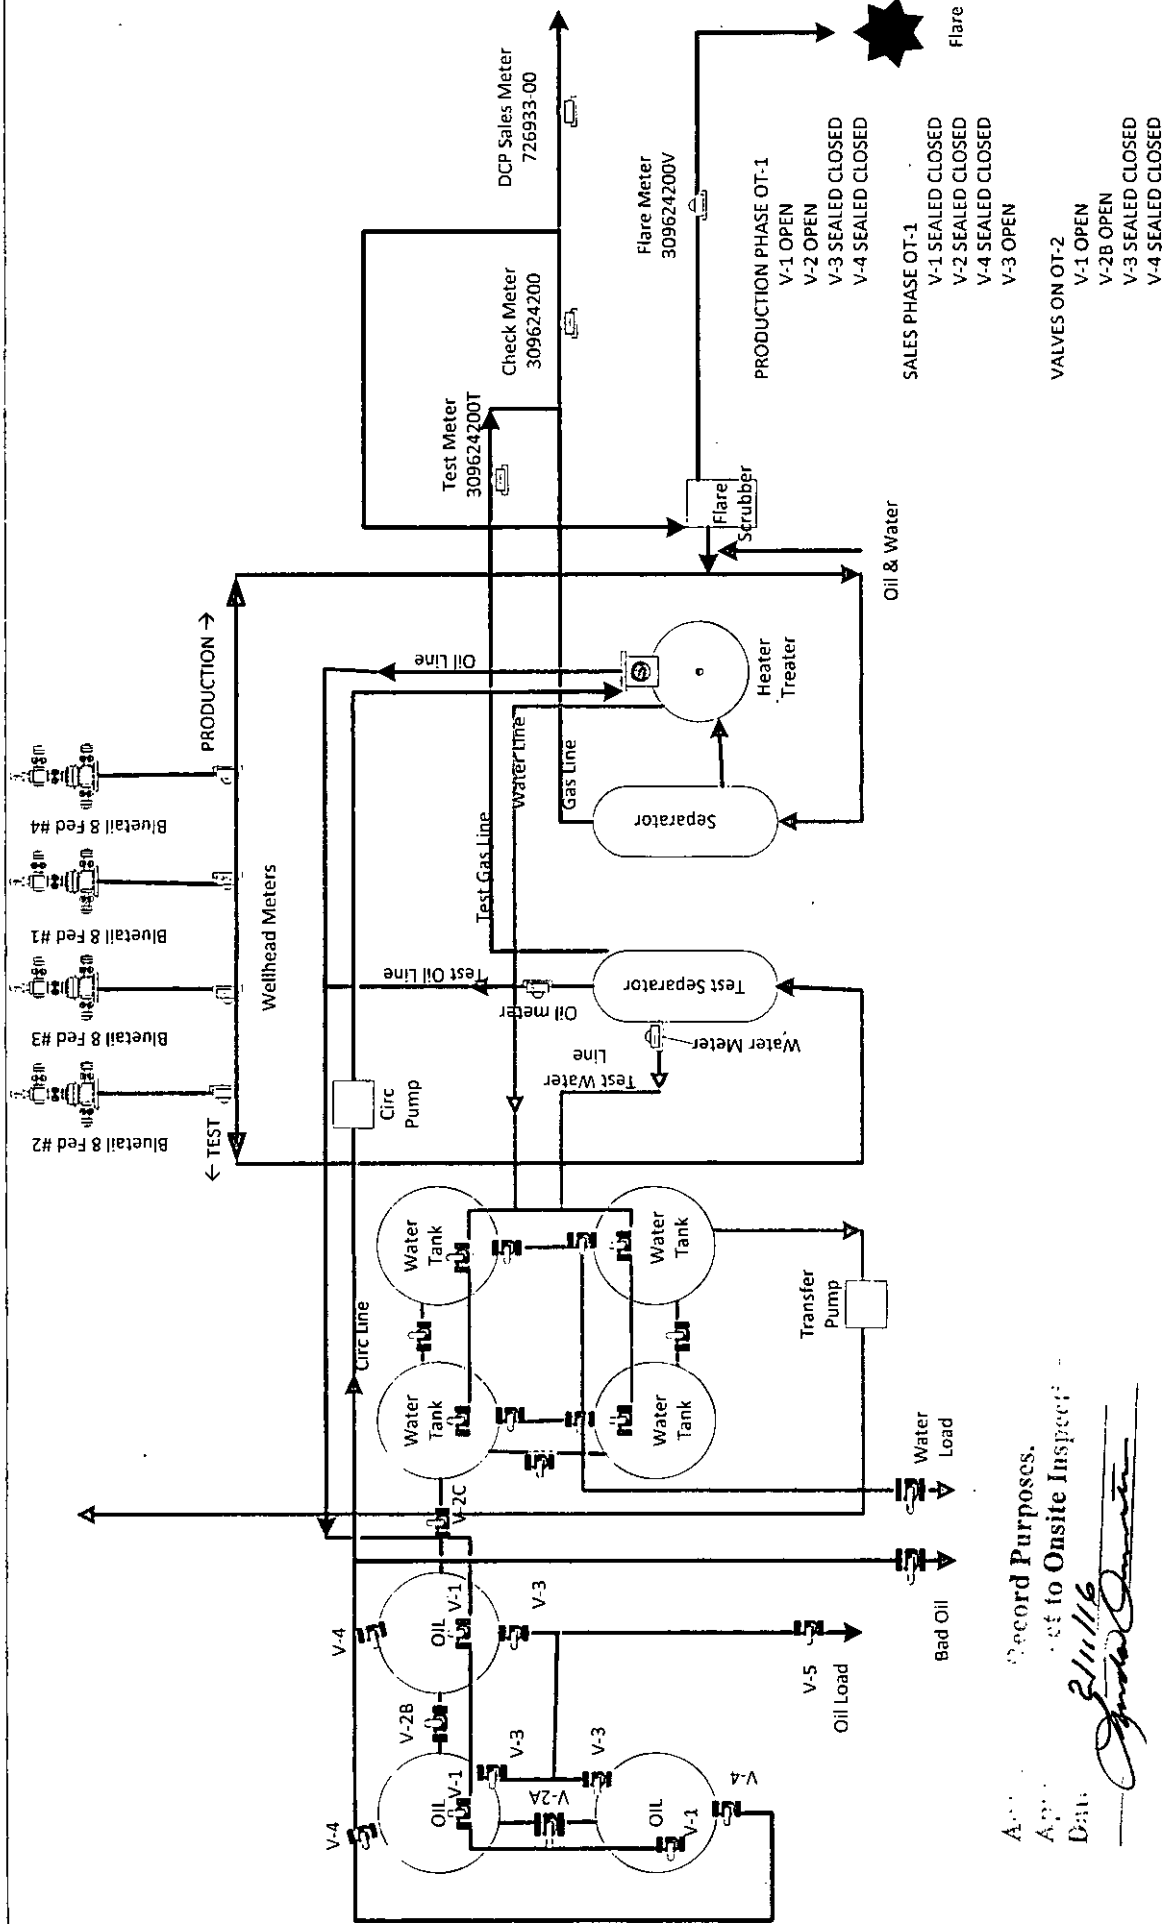 Bluetail 8 Fed #2
Bluetail 8 Fed #3
Bluetail 8 Fed #1
Bluetail 8 Fed #4
← TEST
Wellhead Meters
PRODUCTION →
DCP Sales Meter
726933-00
Check Meter
309624200
Test Meter
309624200T
Flare Meter
309624200V
Flare
Flare
Scrubber
Oil & Water
Heater
Treater
Separator
Test Separator
Oil Line
Water Line
Gas Line
Test Gas Line
Test Oil Line
Oil meter
Water Meter
Test Water
Line
Circ
Pump
Circ Line
Water
Tank
Water
Tank
Water
Tank
Water
Tank
Transfer
Pump
V-2C
V-4
OIL
V-1
V-3
V-2B
V-4
OIL
V-1
V-3
V-2A
V-3
OIL
V-1
V-4
V-5
Oil Load
Bad Oil
Water
Load
PRODUCTION PHASE OT-1
V-1 OPEN
V-2 OPEN
V-3 SEALED CLOSED
V-4 SEALED CLOSED
SALES PHASE OT-1
V-1 SEALED CLOSED
V-2 SEALED CLOSED
V-4 SEALED CLOSED
V-3 OPEN
VALVES ON OT-2
V-1 OPEN
V-2B OPEN
V-3 SEALED CLOSED
V-4 SEALED CLOSED
Record Purposes.
to Onsite
2/11/16